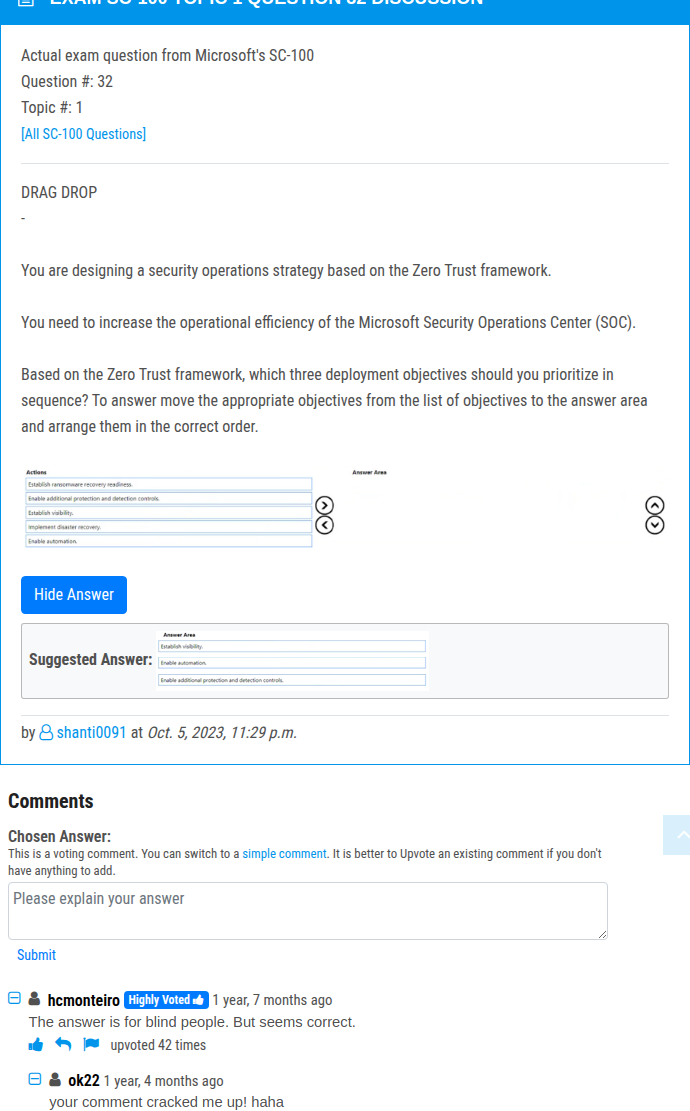 EXAM SC-100 TOPIC 1 QUESTION 32 DISCUSSION
Actual exam question from Microsoft's SC-100
Question #: 32
Topic #: 1
[All SC-100 Questions]
DRAG DROP
-
You are designing a security operations strategy based on the Zero Trust framework.
You need to increase the operational efficiency of the Microsoft Security Operations Center (SOC).
Based on the Zero Trust framework, which three deployment objectives should you prioritize in
sequence? To answer move the appropriate objectives from the list of objectives to the answer area
and arrange them in the correct order.
Actions
Answer Area
Establish ransomware recovery readiness.
Enable additional protection and detection controls.
Establish visibility.
Implement disaster recovery.
Enable automation.
Hide Answer
Suggested Answer:
Answer Area
Establish visibility.
Enable automation.
Enable additional protection and detection controls.
by shanti0091 at Oct. 5, 2023, 11:29 p.m.
Comments
Chosen Answer:
This is a voting comment. You can switch to a simple comment. It is better to Upvote an existing comment if you don't
have anything to add.
Please explain your answer
Submit
hcmonteiro Highly Voted 1 year, 7 months ago
The answer is for blind people. But seems correct.
upvoted 42 times
ok22 1 year, 4 months ago
your comment cracked me up! haha